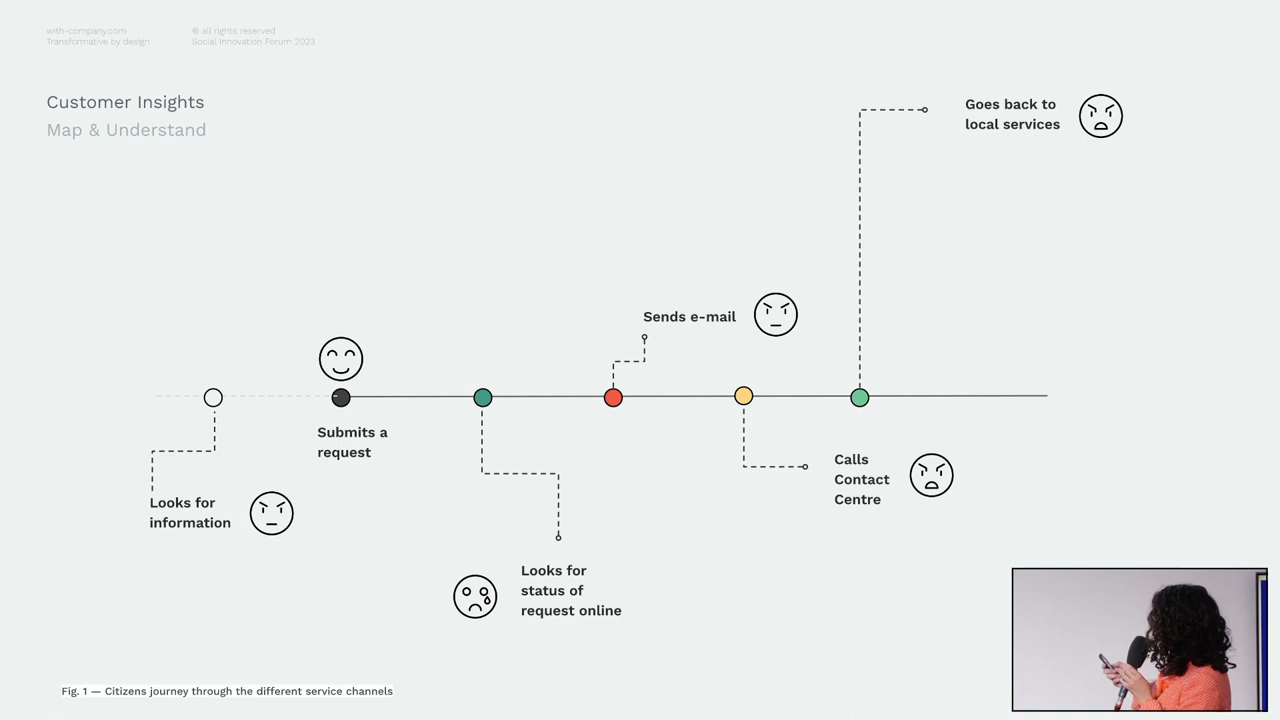 with-company.com
Transformative by design
© all rights reserved
Social Innovation Forum 2023
Customer Insights
Map & Understand
Goes back to
local services
Sends e-mail
Submits a
request
Looks for
information
Calls
Contact
Centre
Looks for
status of
request online
Fig. 1 — Citizens journey through the different service channels